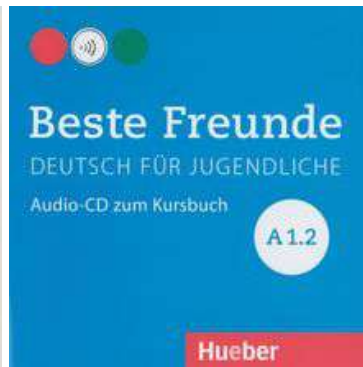 Beste Freunde
DEUTSCH FÜR JUGENDLICHE
Audio-CD zum Kursbuch
A 1.2
Hueber